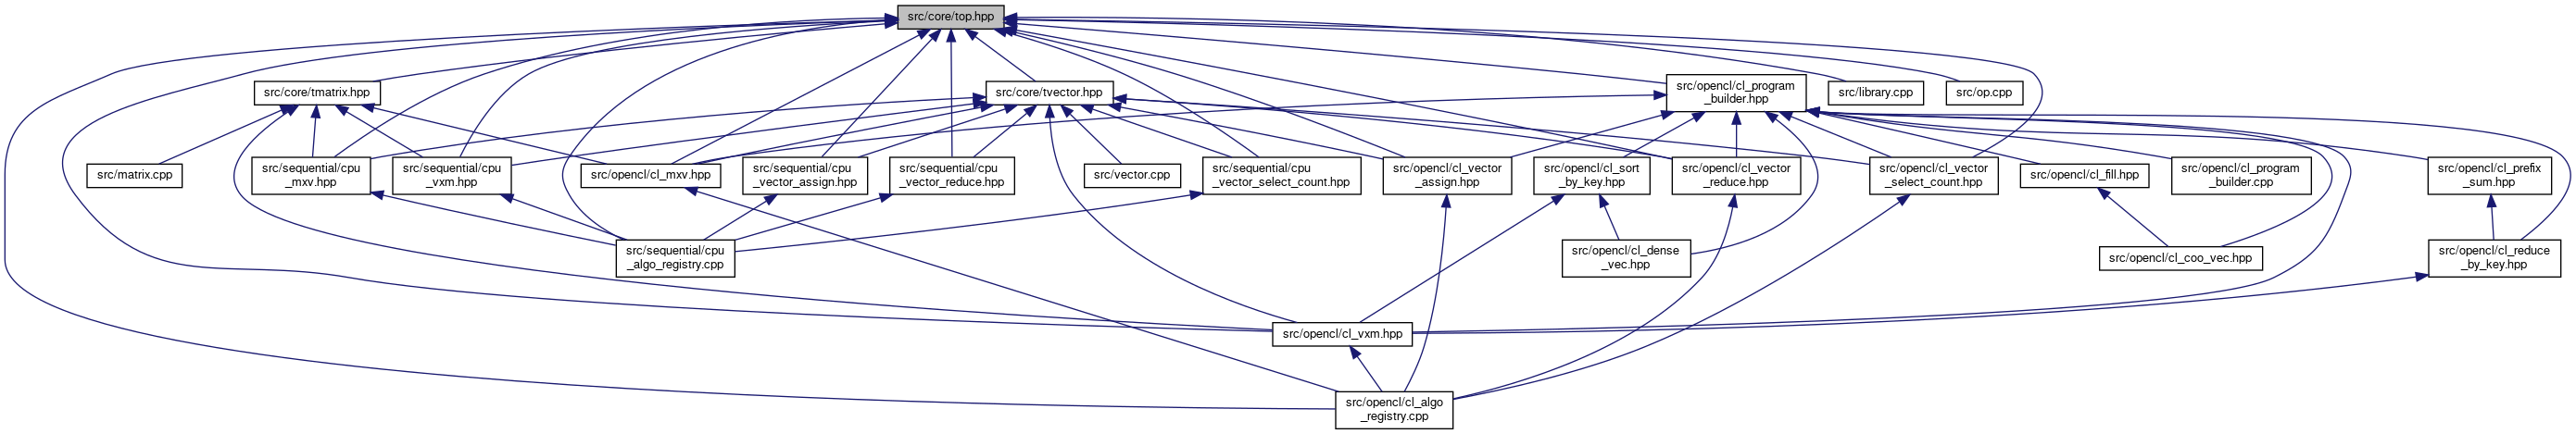 src/core/top.hpp
src/core/tmatrix.hpp
src/core/tvector.hpp
src/opencl/cl_program
_builder.hpp
src/library.cpp
src/op.cpp
src/matrix.cpp
src/sequential/cpu
_mxv.hpp
src/sequential/cpu
_vxm.hpp
src/opencl/cl_mxv.hpp
src/sequential/cpu
_vector_assign.hpp
src/sequential/cpu
_vector_reduce.hpp
src/vector.cpp
src/sequential/cpu
_vector_select_count.hpp
src/opencl/cl_vector
_assign.hpp
src/opencl/cl_sort
_by_key.hpp
src/opencl/cl_vector
_reduce.hpp
src/opencl/cl_vector
_select_count.hpp
src/opencl/cl_fill.hpp
src/opencl/cl_program
_builder.cpp
src/opencl/cl_prefix
_sum.hpp
src/sequential/cpu
_algo_registry.cpp
src/opencl/cl_dense
_vec.hpp
src/opencl/cl_coo_vec.hpp
src/opencl/cl_reduce
_by_key.hpp
src/opencl/cl_vxm.hpp
src/opencl/cl_algo
_registry.cpp